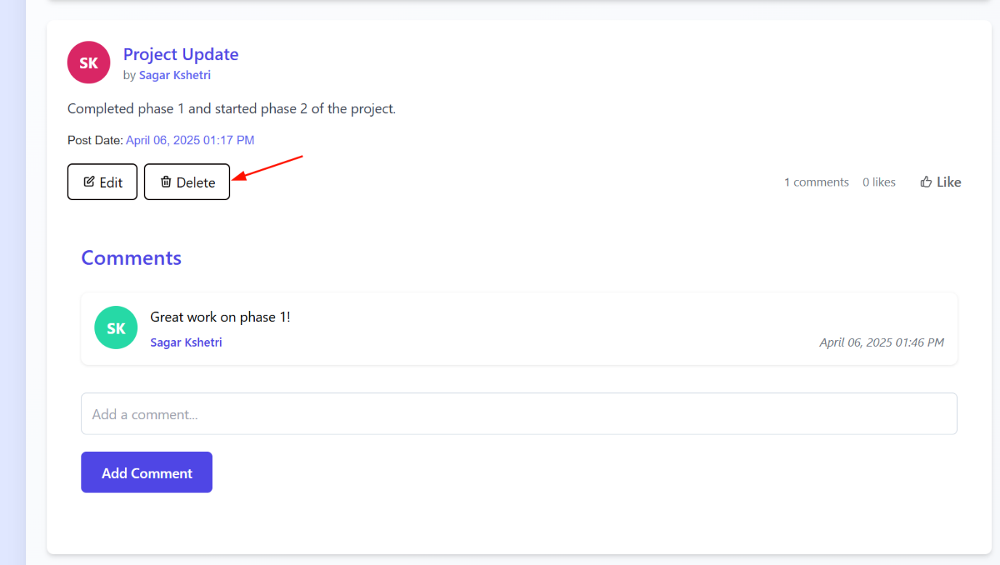 SK
Project Update
by Sagar Kshetri
Completed phase 1 and started phase 2 of the project.
Post Date: April 06, 2025 01:17 PM
Edit Delete 1 comments 0 likes Like
Comments
SK
Great work on phase 1!
Sagar Kshetri April 06, 2025 01:46 PM
Add a comment...
Add Comment